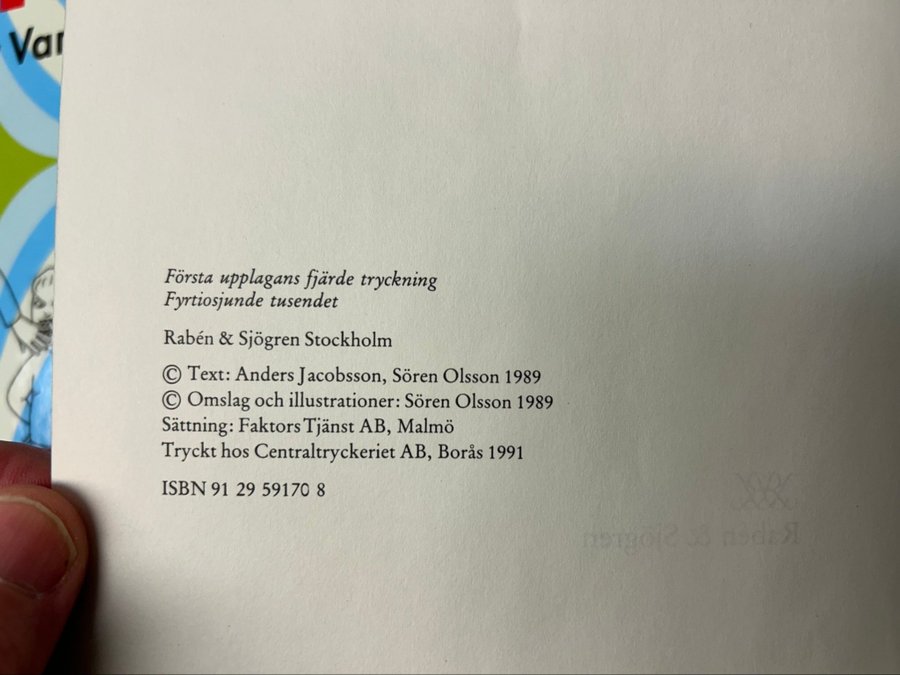 Var
Första upplagans fjärde tryckning
Fyrtiosjunde tusendet
Rabén & Sjögren Stockholm
© Text: Anders Jacobsson, Sören Olsson 1989
© Omslag och illustrationer: Sören Olsson 1989
Sättning: Faktors Tjänst AB, Malmö
Tryckt hos Centraltryckeriet AB, Borås 1991
ISBN 91 29 59170 8
Rabén & Sjögren